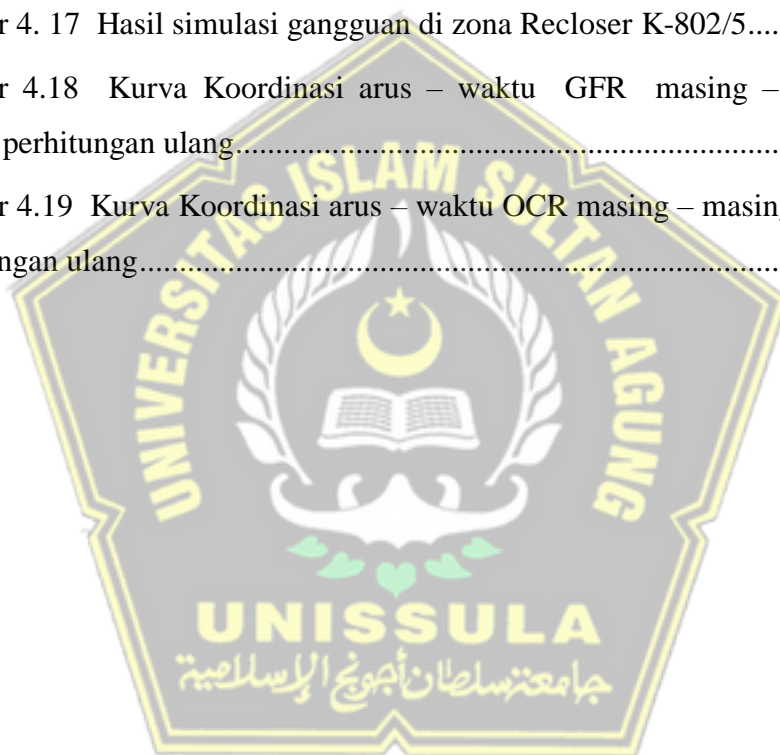 r 4. 17 Hasil simulasi gangguan di zona Recloser K-802/5....
r 4.18 Kurva Koordinasi arus – waktu GFR masing –
perhitungan ulang..............................................................................
r 4.19 Kurva Koordinasi arus – waktu OCR masing – masin
ngan ulang.........................................................................................
UNIVERSITAS ISLAM SULTAN AGUNG
UNISSULA
جامعة سلطان أجونج الإسلامية